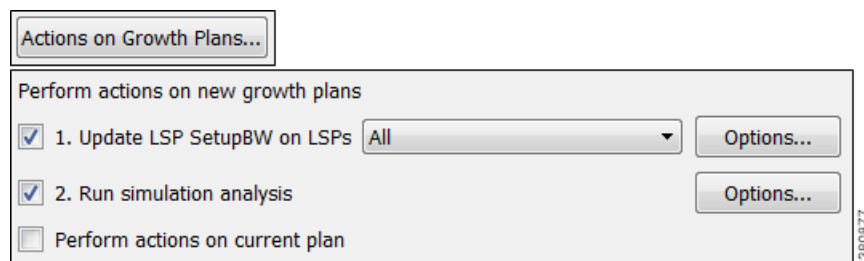 Actions on Growth Plans...
Perform actions on new growth plans
1. Update LSP SetupBW on LSPs All Options...
2. Run simulation analysis Options...
Perform actions on current plan